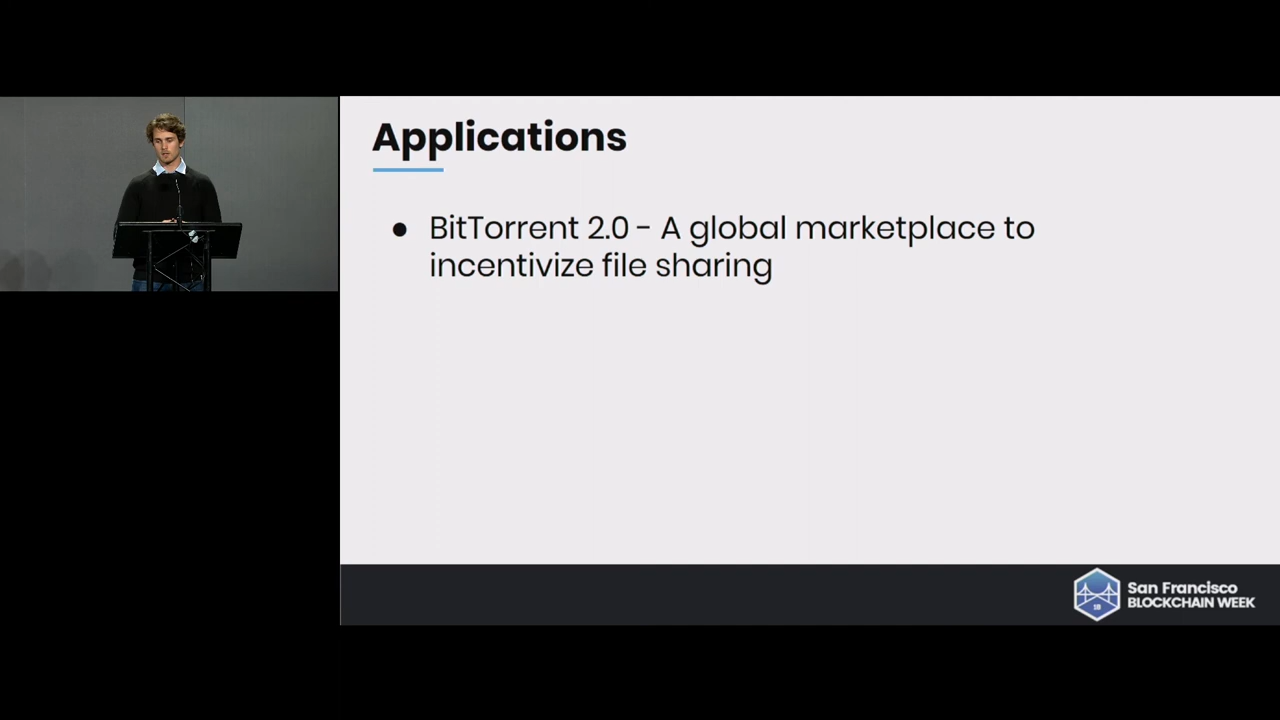 Applications
● BitTorrent 2.0 - A global marketplace to
incentivize file sharing
San Francisco
BLOCKCHAIN WEEK